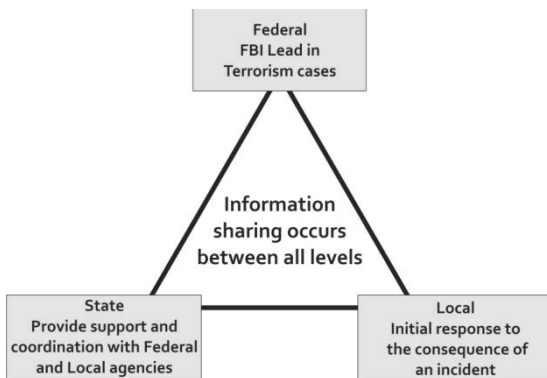 Federal
FBI Lead in
Terrorism cases
Information
sharing occurs
between all levels
State
Provide support and
coordination with Federal
and Local agencies
Local
Initial response to
the consequence of
an incident